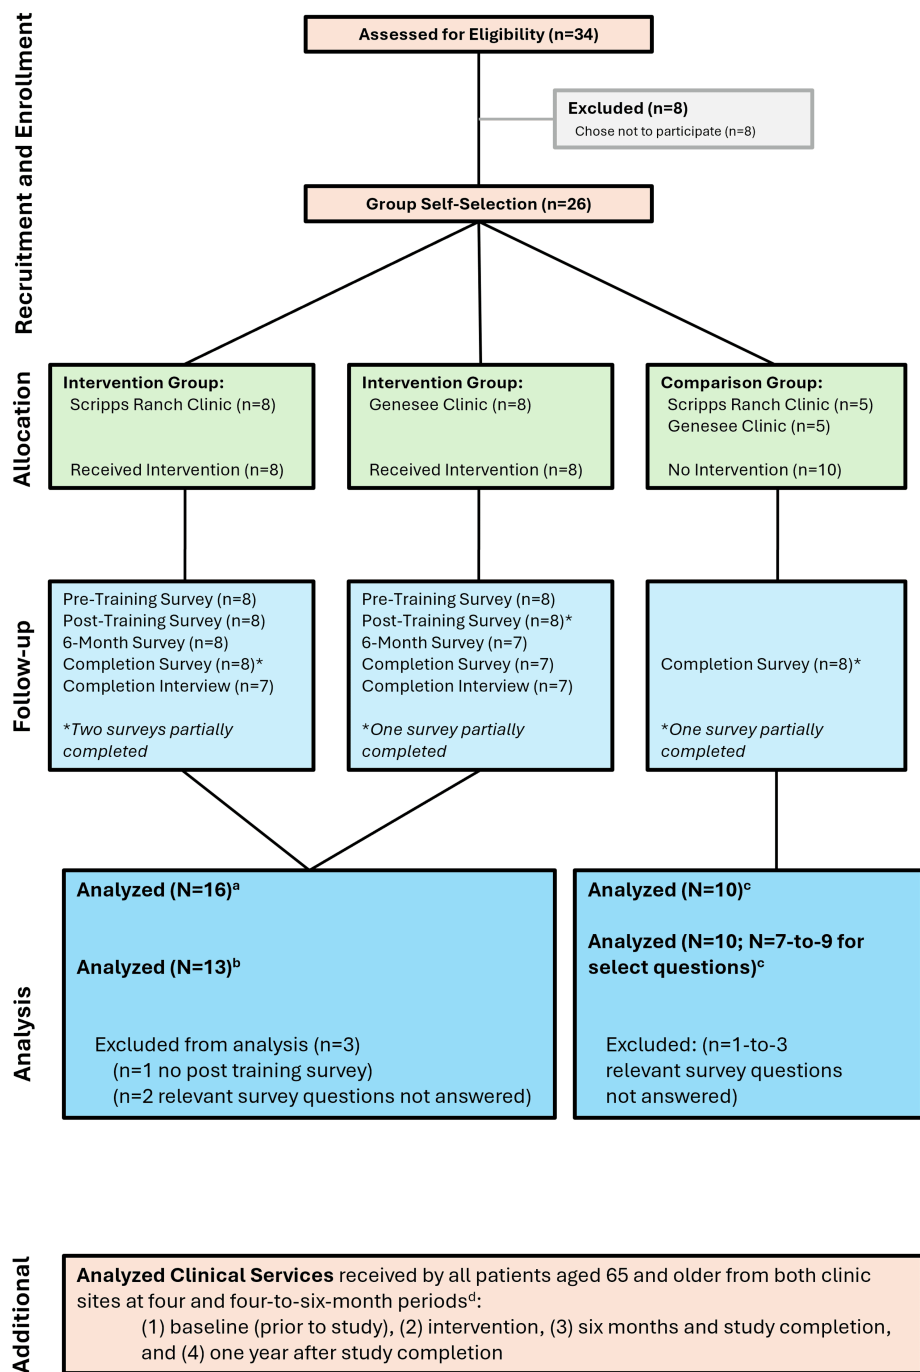 Recruitment and Enrollment
Assessed for Eligibility (n=34)
Excluded (n=8)
Chose not to participate (n=8)
Group Self-Selection (n=26)
Allocation
Intervention Group:
Scripps Ranch Clinic (n=8)
Received Intervention (n=8)
Intervention Group:
Genesee Clinic (n=8)
Received Intervention (n=8)
Comparison Group:
Scripps Ranch Clinic (n=5)
Genesee Clinic (n=5)
No Intervention (n=10)
Follow-up
Pre-Training Survey (n=8)
Post-Training Survey (n=8)
6-Month Survey (n=8)
Completion Survey (n=8)*
Completion Interview (n=7)
*Two surveys partially
completed
Pre-Training Survey (n=8)
Post-Training Survey (n=8)*
6-Month Survey (n=7)
Completion Survey (n=7)
Completion Interview (n=7)
*One survey partially
completed
Completion Survey (n=8)*
*One survey partially
completed
Analysis
Analyzed (N=16)ᵃ
Analyzed (N=13)ᵇ
Excluded from analysis (n=3)
(n=1 no post training survey)
(n=2 relevant survey questions not answered)
Analyzed (N=10)ᶜ
Analyzed (N=10; N=7-to-9 for
select questions)ᶜ
Excluded: (n=1-to-3
relevant survey questions
not answered)
Additional
Analyzed Clinical Services received by all patients aged 65 and older from both clinic
sites at four and four-to-six-month periodsᵈ:
(1) baseline (prior to study), (2) intervention, (3) six months and study completion,
and (4) one year after study completion